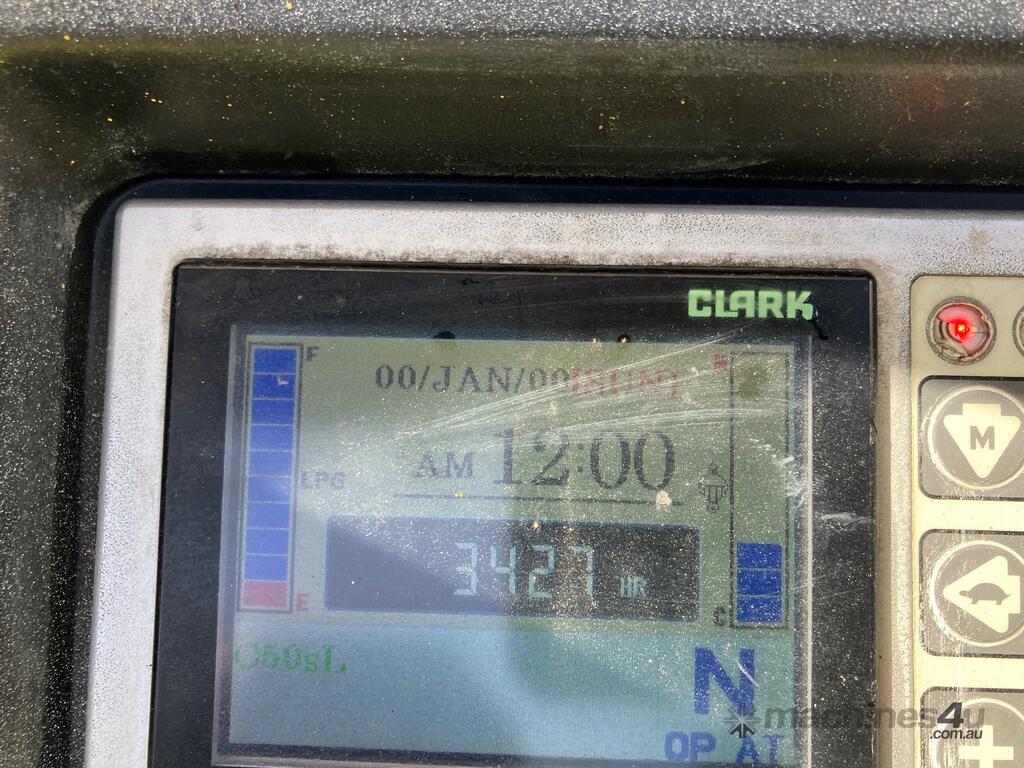 CLARK
F
H
00/JAN/00[SUN]
AM 12:00
LPG
M
3427 HR
E
C
C50sL
N
OP AT
machines4u
.com.au